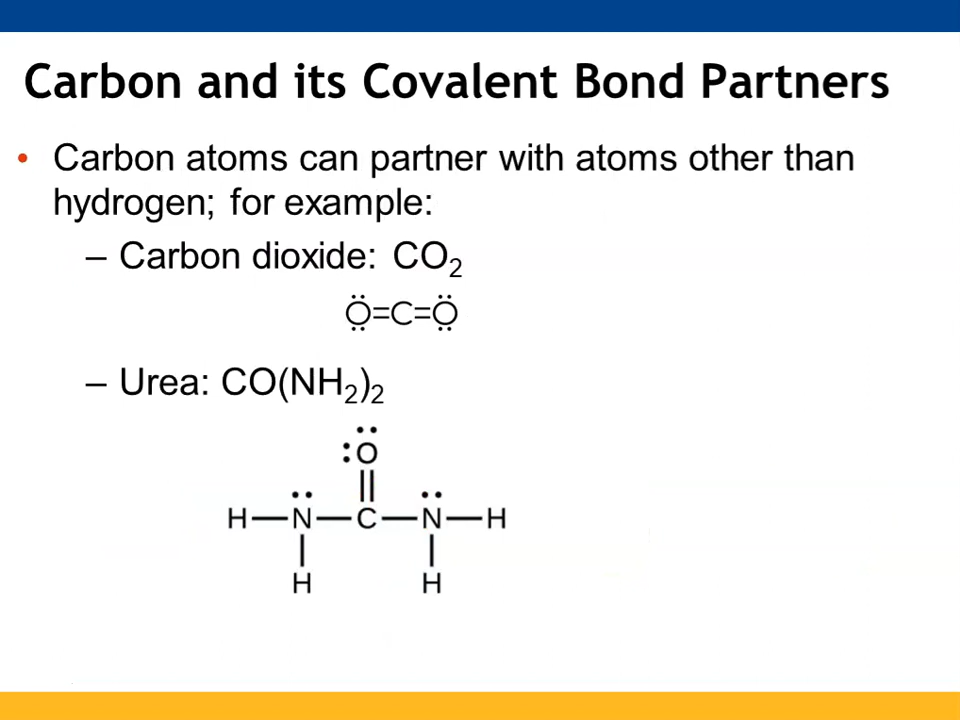 Carbon and its Covalent Bond Partners
• Carbon atoms can partner with atoms other than
hydrogen; for example:
– Carbon dioxide: CO₂
Ö=C=Ö
– Urea: CO(NH₂)₂
:O
||
H—N—C—N—H
| |
H H